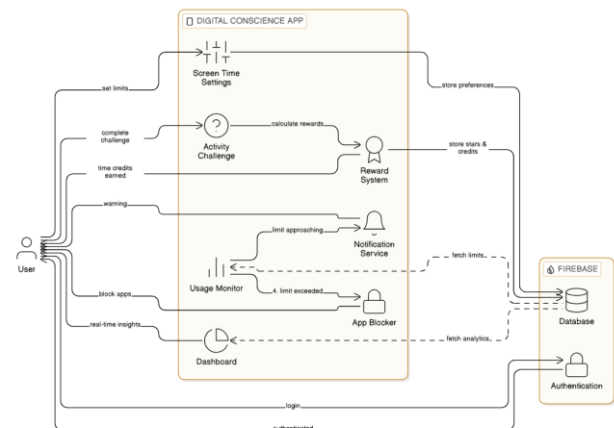 DIGITAL CONSCIENCE APP
Screen Time
Settings
set limits
store preferences
complete
challenge
Activity
Challenge
calculate rewards
time credits
earned
Reward
System
store stars &
credits
warning
limit approaching
Notification
Service
fetch limits
FIREBASE
User
Usage Monitor
4. limit exceeded
block apps
App Blocker
Database
real-time insights
Dashboard
fetch analytics
Authentication
login
authenticated